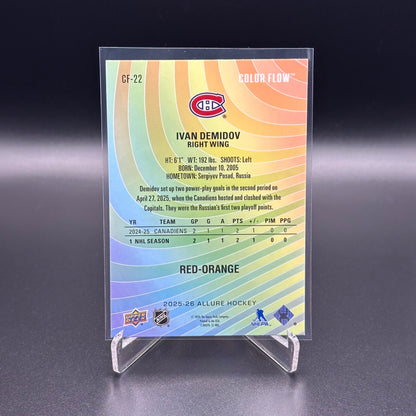 CF-22
COLOR FLOW™
IVAN DEMIDOV
RIGHT WING
HT: 6'1" WT: 192 lbs. SHOOTS: Left
BORN: December 10, 2005
HOMETOWN: Sergiyev Posad, Russia
Demidov set up two power-play goals in the second period on
April 27, 2025, when the Canadiens hosted and clashed with the
Capitals. They were the Russian's first two playoff points.
YR TEAM GP G A PTS +/- PIM PPG
2024-25 CANADIENS 2 1 1 2 1 0 0
1 NHL SEASON 2 1 1 2 1 0 0
RED-ORANGE
2025-26 ALLURE HOCKEY
NHL
NHLPA